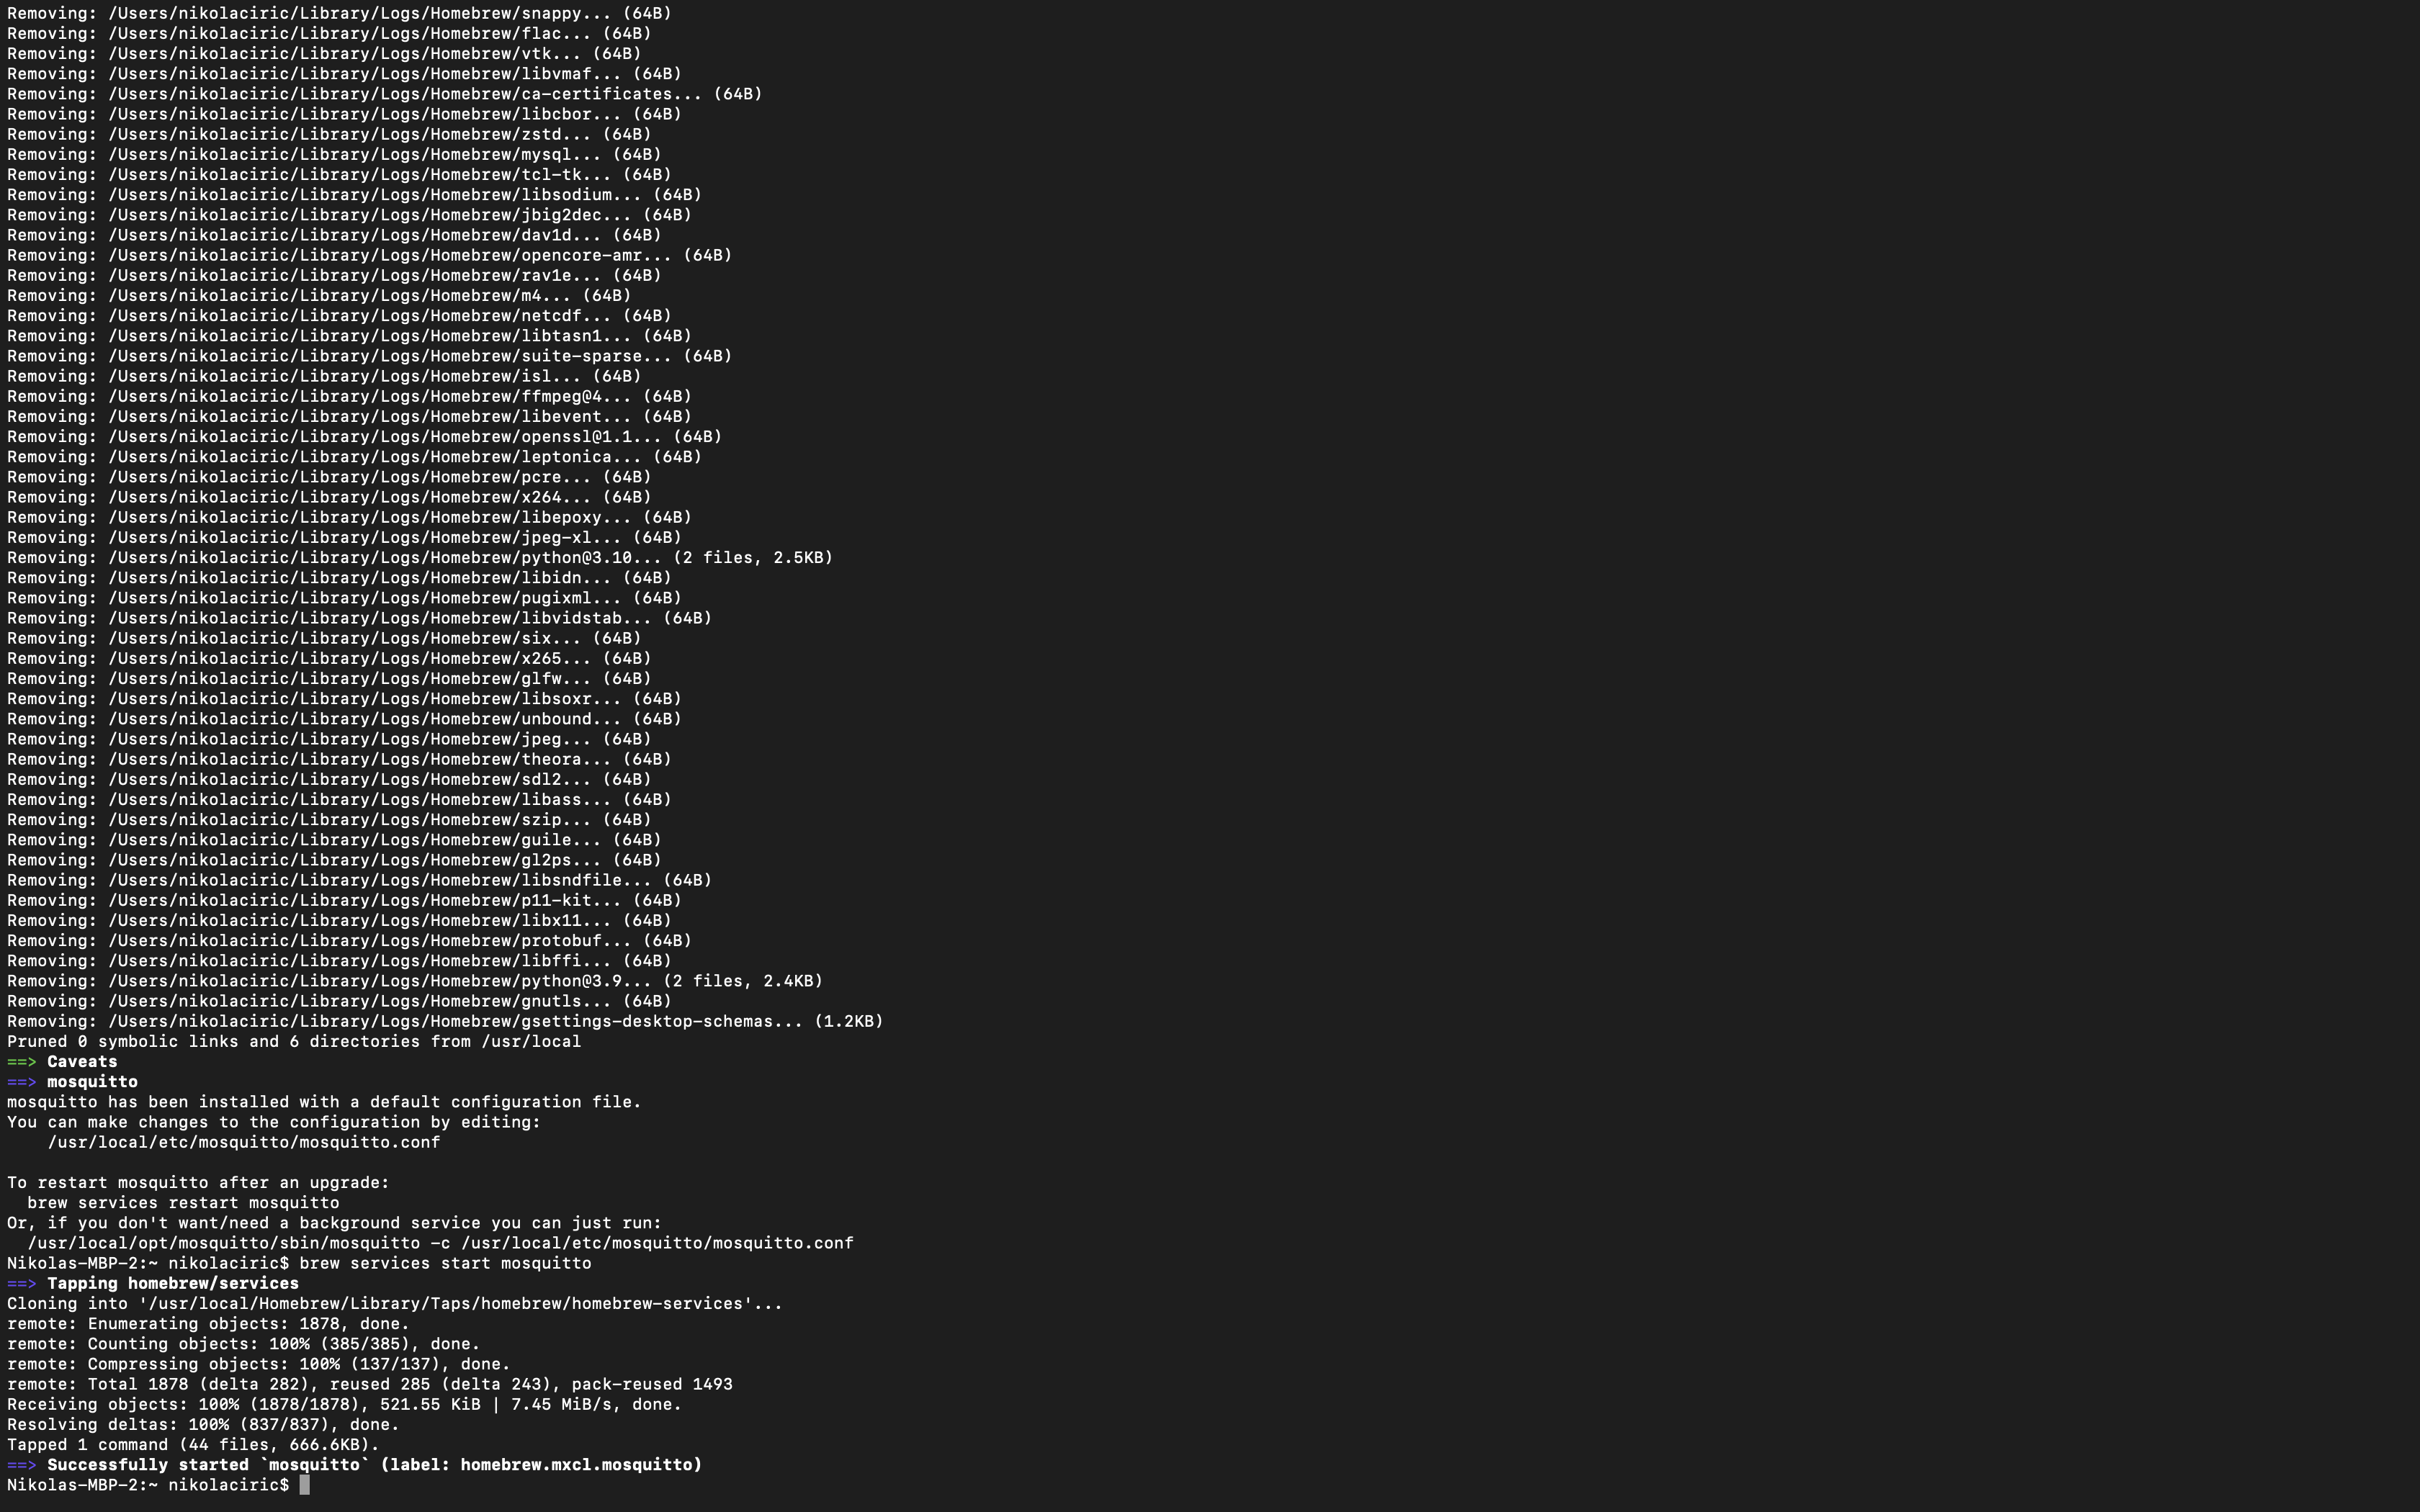 Removing: /Users/nikolaciric/Library/Logs/Homebrew/snappy... (64B)
Removing: /Users/nikolaciric/Library/Logs/Homebrew/flac... (64B)
Removing: /Users/nikolaciric/Library/Logs/Homebrew/vtk... (64B)
Removing: /Users/nikolaciric/Library/Logs/Homebrew/libvmaf... (64B)
Removing: /Users/nikolaciric/Library/Logs/Homebrew/ca-certificates... (64B)
Removing: /Users/nikolaciric/Library/Logs/Homebrew/libcbor... (64B)
Removing: /Users/nikolaciric/Library/Logs/Homebrew/zstd... (64B)
Removing: /Users/nikolaciric/Library/Logs/Homebrew/mysql... (64B)
Removing: /Users/nikolaciric/Library/Logs/Homebrew/tcl-tk... (64B)
Removing: /Users/nikolaciric/Library/Logs/Homebrew/libsodium... (64B)
Removing: /Users/nikolaciric/Library/Logs/Homebrew/jbig2dec... (64B)
Removing: /Users/nikolaciric/Library/Logs/Homebrew/dav1d... (64B)
Removing: /Users/nikolaciric/Library/Logs/Homebrew/opencore-amr... (64B)
Removing: /Users/nikolaciric/Library/Logs/Homebrew/rav1e... (64B)
Removing: /Users/nikolaciric/Library/Logs/Homebrew/m4... (64B)
Removing: /Users/nikolaciric/Library/Logs/Homebrew/netcdf... (64B)
Removing: /Users/nikolaciric/Library/Logs/Homebrew/libtasn1... (64B)
Removing: /Users/nikolaciric/Library/Logs/Homebrew/suite-sparse... (64B)
Removing: /Users/nikolaciric/Library/Logs/Homebrew/isl... (64B)
Removing: /Users/nikolaciric/Library/Logs/Homebrew/ffmpeg@4... (64B)
Removing: /Users/nikolaciric/Library/Logs/Homebrew/libevent... (64B)
Removing: /Users/nikolaciric/Library/Logs/Homebrew/openssl@1.1... (64B)
Removing: /Users/nikolaciric/Library/Logs/Homebrew/leptonica... (64B)
Removing: /Users/nikolaciric/Library/Logs/Homebrew/pcre... (64B)
Removing: /Users/nikolaciric/Library/Logs/Homebrew/x264... (64B)
Removing: /Users/nikolaciric/Library/Logs/Homebrew/libepoxy... (64B)
Removing: /Users/nikolaciric/Library/Logs/Homebrew/jpeg-xl... (64B)
Removing: /Users/nikolaciric/Library/Logs/Homebrew/python@3.10... (2 files, 2.5KB)
Removing: /Users/nikolaciric/Library/Logs/Homebrew/libidn... (64B)
Removing: /Users/nikolaciric/Library/Logs/Homebrew/pugixml... (64B)
Removing: /Users/nikolaciric/Library/Logs/Homebrew/libvidstab... (64B)
Removing: /Users/nikolaciric/Library/Logs/Homebrew/six... (64B)
Removing: /Users/nikolaciric/Library/Logs/Homebrew/x265... (64B)
Removing: /Users/nikolaciric/Library/Logs/Homebrew/glfw... (64B)
Removing: /Users/nikolaciric/Library/Logs/Homebrew/libsoxr... (64B)
Removing: /Users/nikolaciric/Library/Logs/Homebrew/unbound... (64B)
Removing: /Users/nikolaciric/Library/Logs/Homebrew/jpeg... (64B)
Removing: /Users/nikolaciric/Library/Logs/Homebrew/theora... (64B)
Removing: /Users/nikolaciric/Library/Logs/Homebrew/sdl2... (64B)
Removing: /Users/nikolaciric/Library/Logs/Homebrew/libass... (64B)
Removing: /Users/nikolaciric/Library/Logs/Homebrew/szip... (64B)
Removing: /Users/nikolaciric/Library/Logs/Homebrew/guile... (64B)
Removing: /Users/nikolaciric/Library/Logs/Homebrew/gl2ps... (64B)
Removing: /Users/nikolaciric/Library/Logs/Homebrew/libsndfile... (64B)
Removing: /Users/nikolaciric/Library/Logs/Homebrew/p11-kit... (64B)
Removing: /Users/nikolaciric/Library/Logs/Homebrew/libx11... (64B)
Removing: /Users/nikolaciric/Library/Logs/Homebrew/protobuf... (64B)
Removing: /Users/nikolaciric/Library/Logs/Homebrew/libffi... (64B)
Removing: /Users/nikolaciric/Library/Logs/Homebrew/python@3.9... (2 files, 2.4KB)
Removing: /Users/nikolaciric/Library/Logs/Homebrew/gnutls... (64B)
Removing: /Users/nikolaciric/Library/Logs/Homebrew/gsettings-desktop-schemas... (1.2KB)
Pruned 0 symbolic links and 6 directories from /usr/local
==> Caveats
==> mosquitto
mosquitto has been installed with a default configuration file.
You can make changes to the configuration by editing:
    /usr/local/etc/mosquitto/mosquitto.conf

To restart mosquitto after an upgrade:
  brew services restart mosquitto
Or, if you don't want/need a background service you can just run:
  /usr/local/opt/mosquitto/sbin/mosquitto -c /usr/local/etc/mosquitto/mosquitto.conf
Nikolas-MBP-2:~ nikolaciric$ brew services start mosquitto
==> Tapping homebrew/services
Cloning into '/usr/local/Homebrew/Library/Taps/homebrew/homebrew-services'...
remote: Enumerating objects: 1878, done.
remote: Counting objects: 100% (385/385), done.
remote: Compressing objects: 100% (137/137), done.
remote: Total 1878 (delta 282), reused 285 (delta 243), pack-reused 1493
Receiving objects: 100% (1878/1878), 521.55 KiB | 7.45 MiB/s, done.
Resolving deltas: 100% (837/837), done.
Tapped 1 command (44 files, 666.6KB).
==> Successfully started `mosquitto` (label: homebrew.mxcl.mosquitto)
Nikolas-MBP-2:~ nikolaciric$